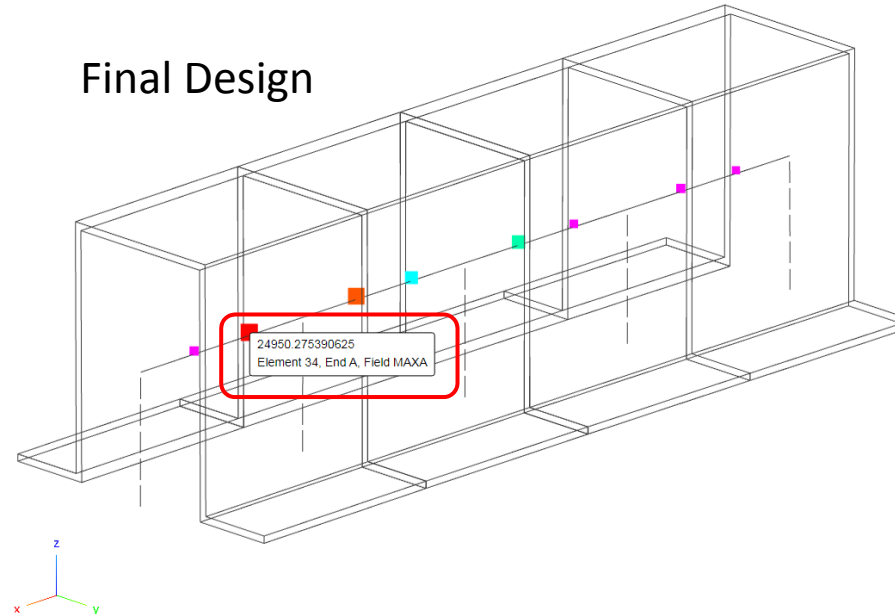 Final Design
24950.275390625
Element 34, End A, Field MAXA
z
x
y